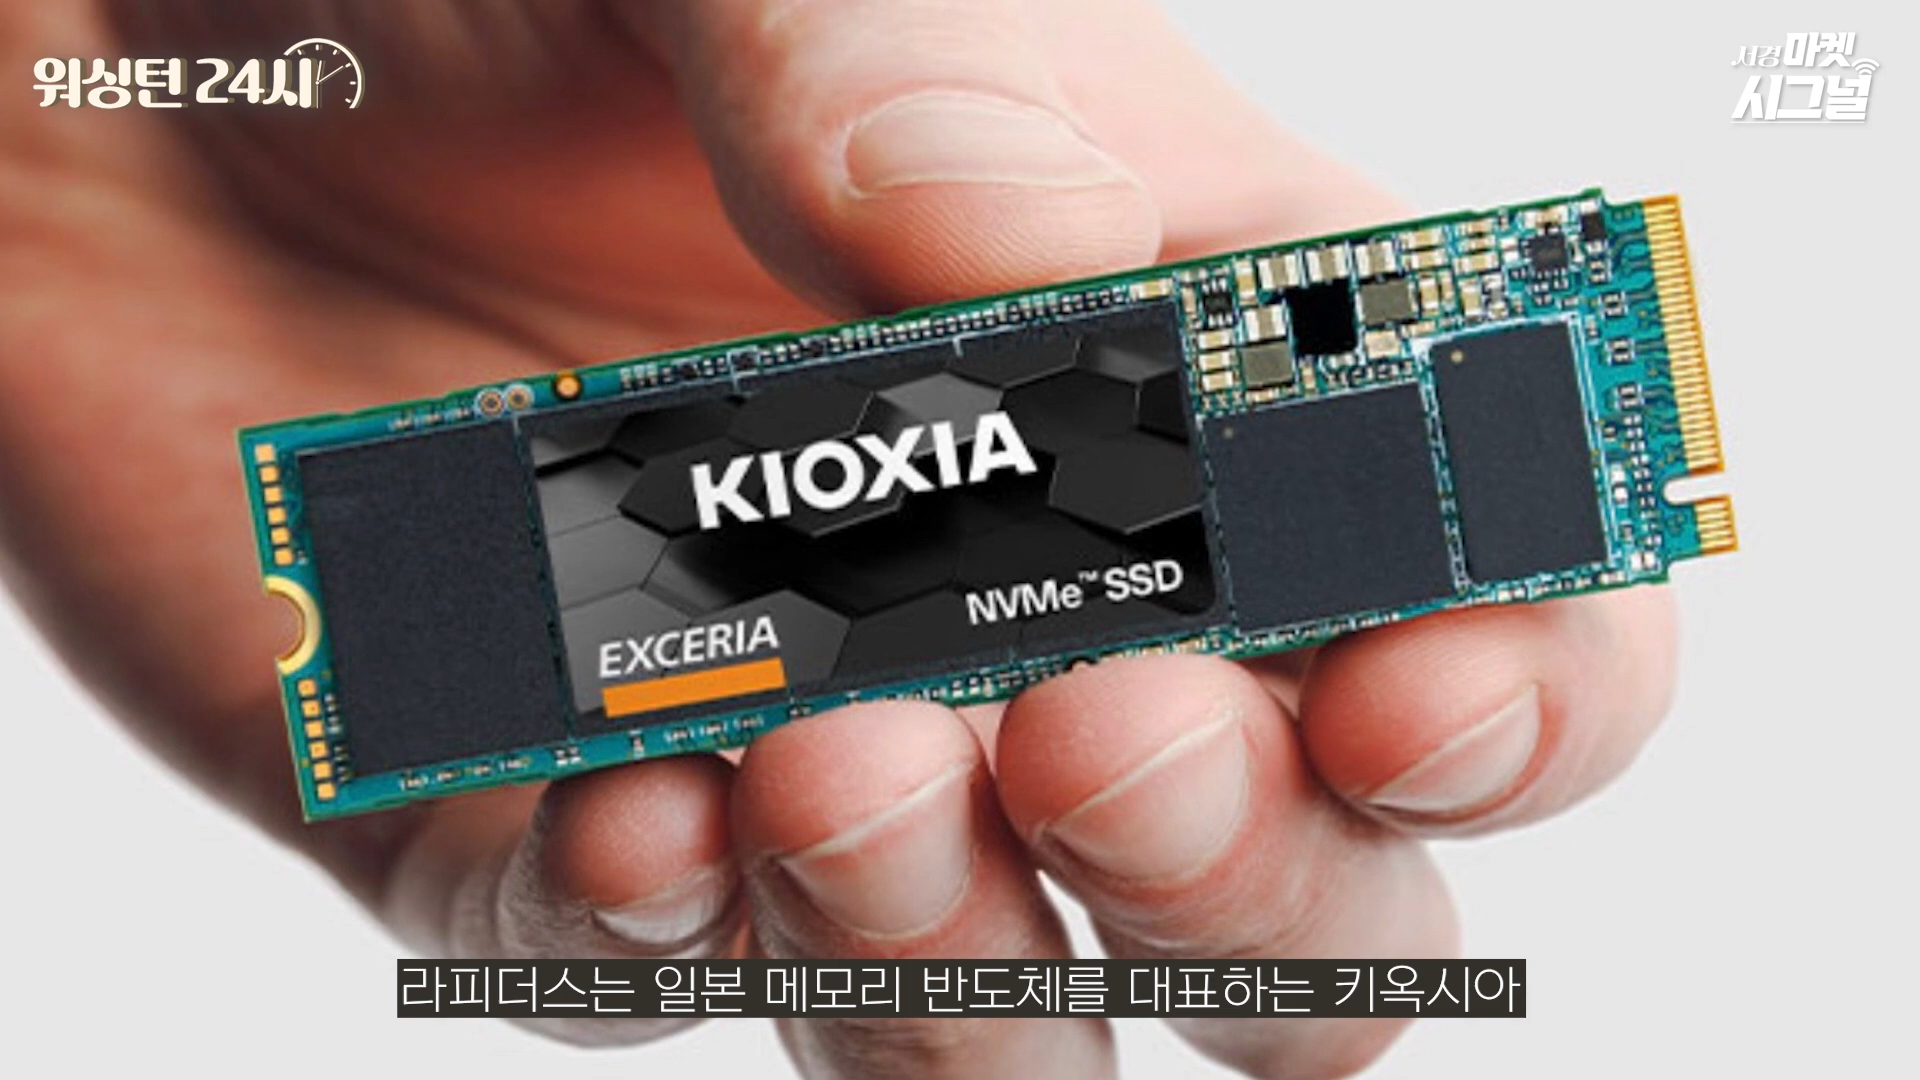 워싱턴 24시
서경 마켓
시그널
KIOXIA
NVMe™ SSD
EXCERIA
라피더스는 일본 메모리 반도체를 대표하는 키옥시아